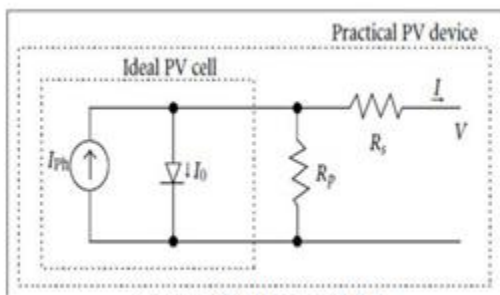 Practical PV device
Ideal PV cell
I
V
R_s
I_Ph
I_0
R_p